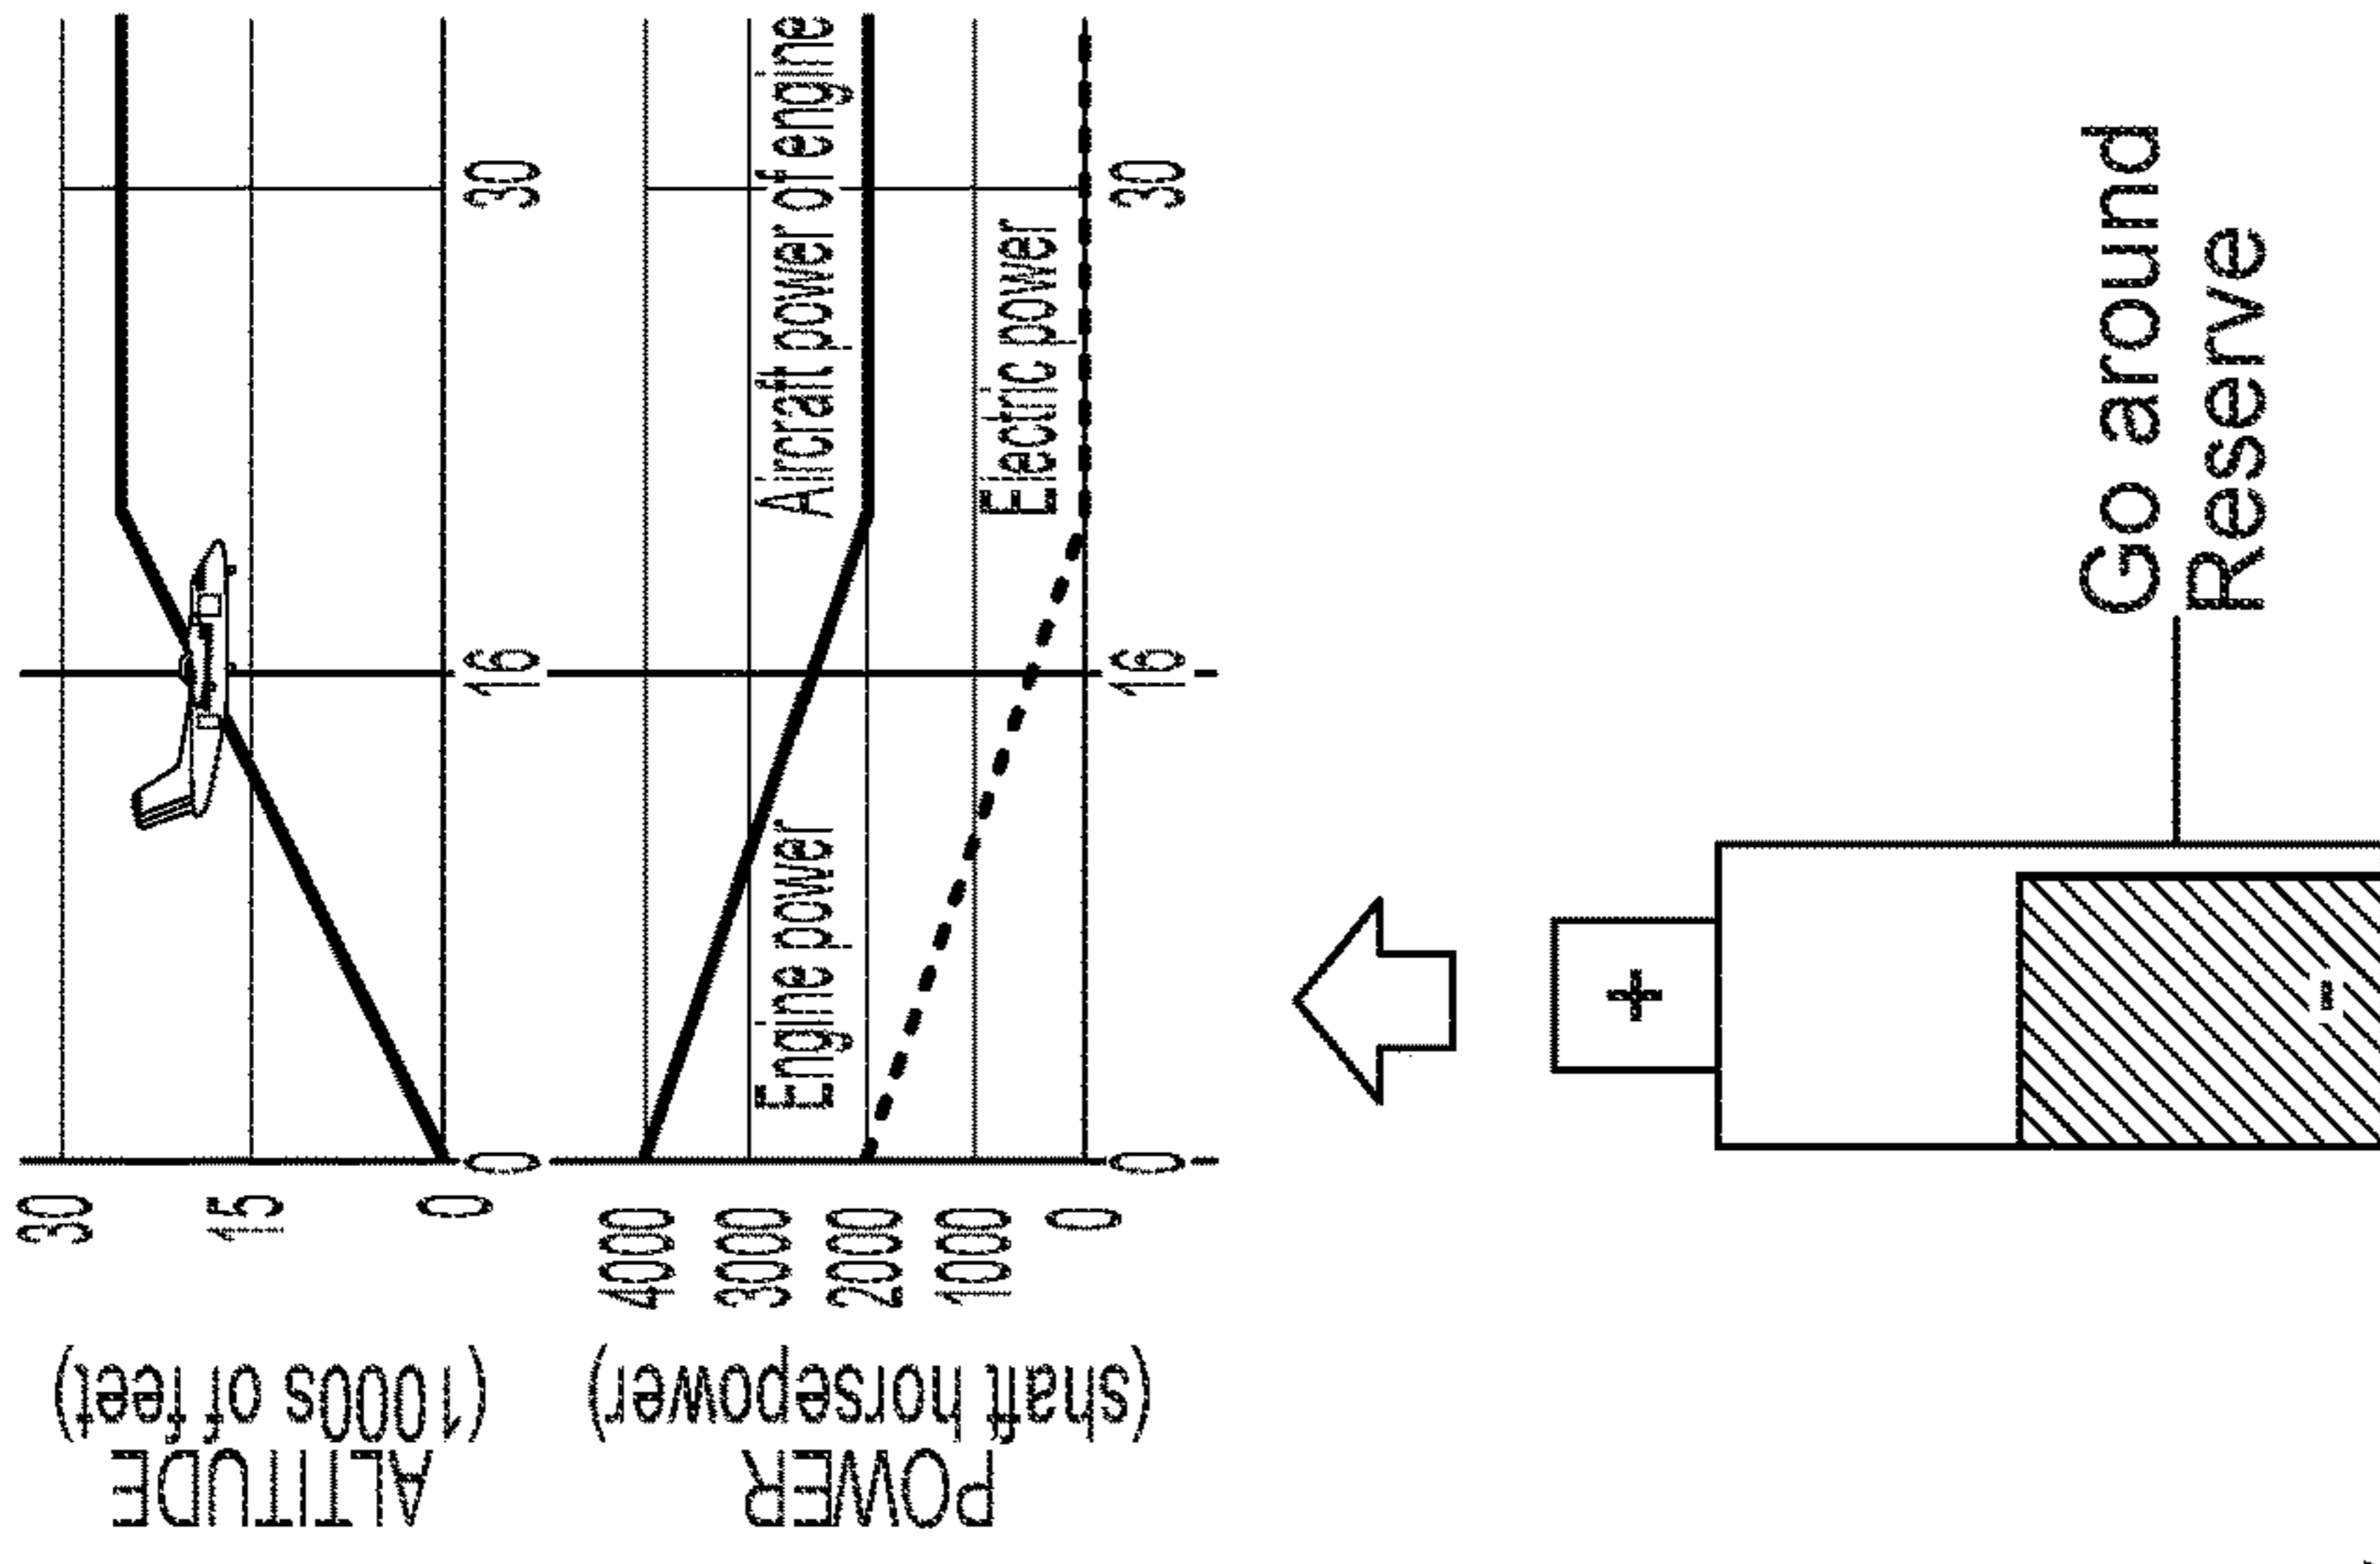 ALTITUDE
(1000s of feet)
30
15
0
0
16
30
POWER
(shaft horsepower)
4000
3000
2000
1000
0
Engine power
Aircraft power of engine
Electric power
0
16
30
+
Go around
Reserve